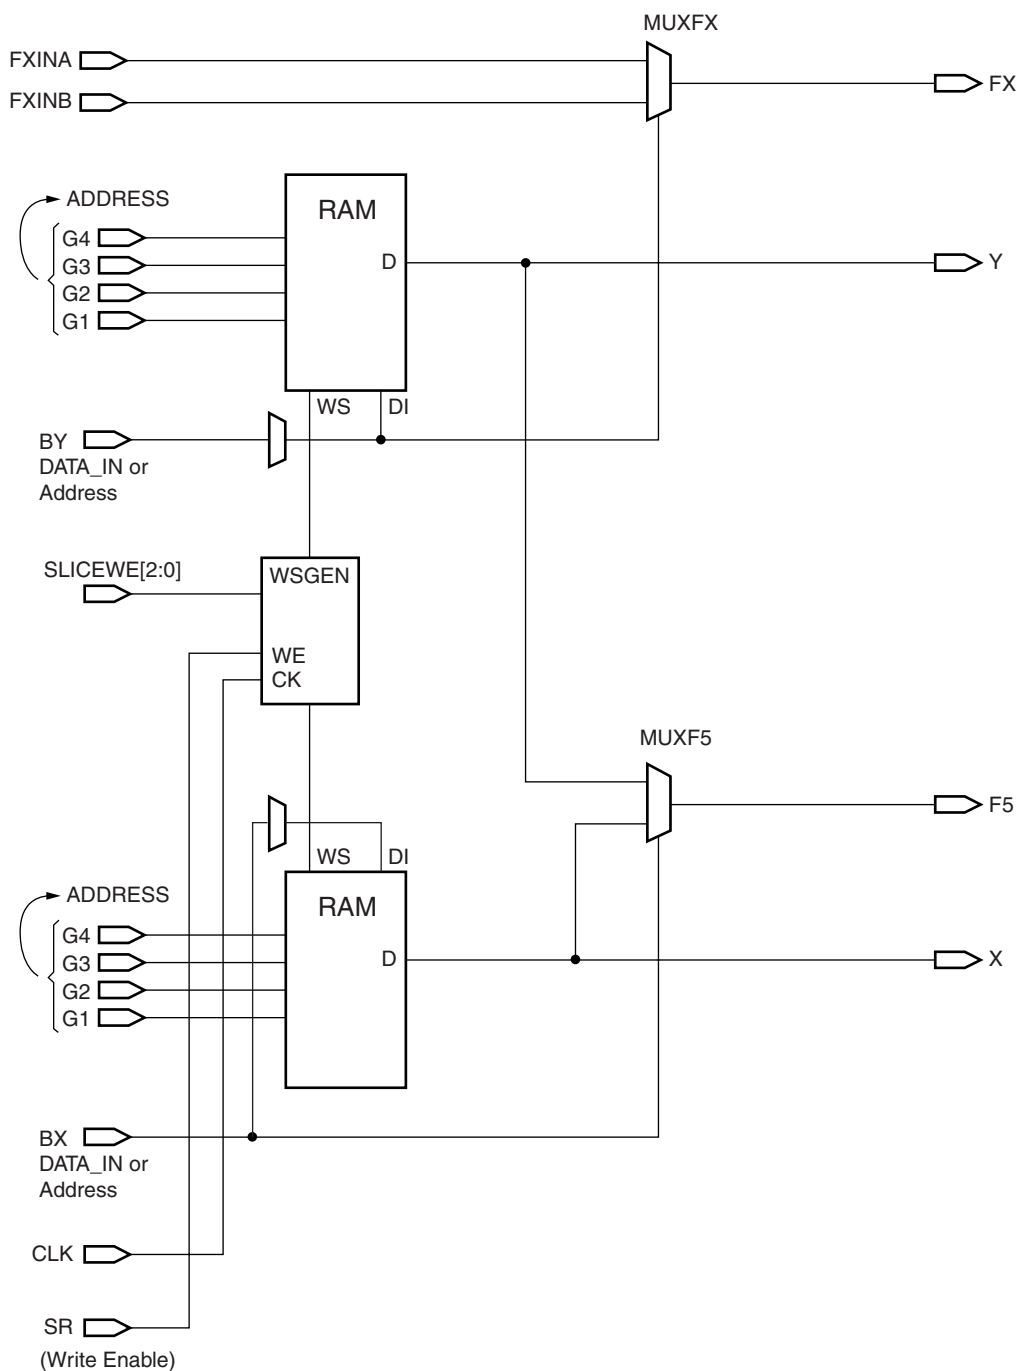 MUXFX
FXINA
FX
FXINB
ADDRESS
RAM
G4
G3
D
Y
G2
G1
WS
DI
BY
DATA_IN or
Address
SLICEWE[2:0]
WSGEN
WE
CK
MUXF5
F5
WS
DI
ADDRESS
RAM
G4
G3
D
X
G2
G1
BX
DATA_IN or
Address
CLK
SR
(Write Enable)